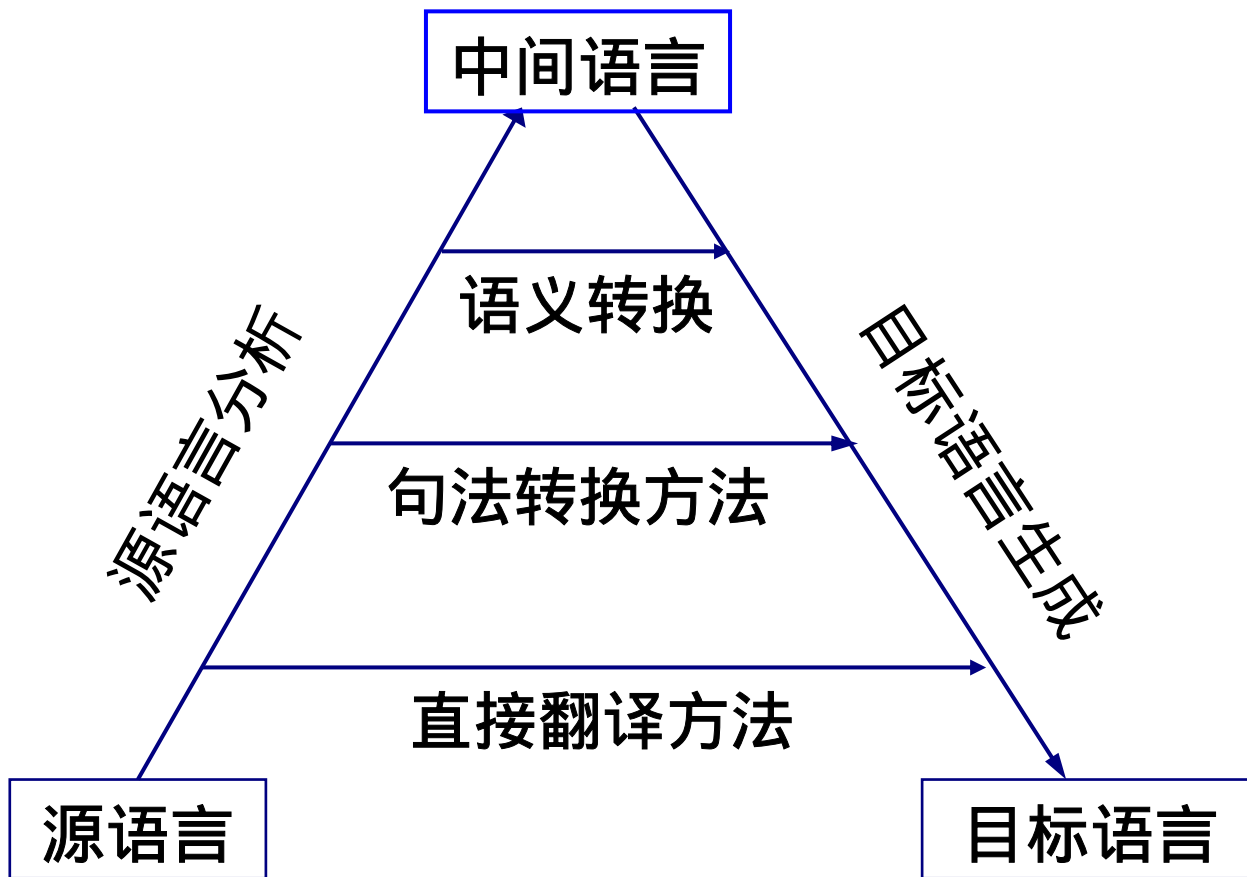 中间语言
语义转换
源语言分析
目标语言生成
句法转换方法
直接翻译方法
源语言
目标语言